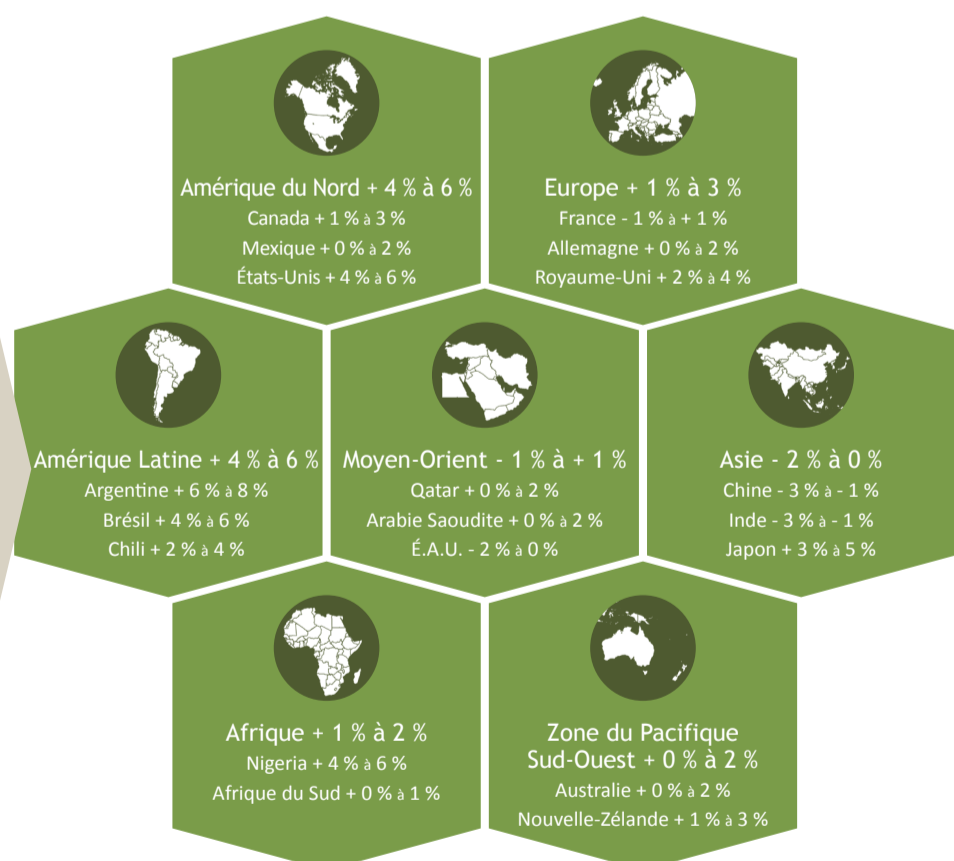 Amérique du Nord + 4 % à 6 %
Canada + 1 % à 3 %
Mexique + 0 % à 2 %
États-Unis + 4 % à 6 %
Europe + 1 % à 3 %
France - 1 % à + 1 %
Allemagne + 0 % à 2 %
Royaume-Uni + 2 % à 4 %
Amérique Latine + 4 % à 6 %
Argentine + 6 % à 8 %
Brésil + 4 % à 6 %
Chili + 2 % à 4 %
Moyen-Orient - 1 % à + 1 %
Qatar + 0 % à 2 %
Arabie Saoudite + 0 % à 2 %
É.A.U. - 2 % à 0 %
Asie - 2 % à 0 %
Chine - 3 % à - 1 %
Inde - 3 % à - 1 %
Japon + 3 % à 5 %
Afrique + 1 % à 2 %
Nigeria + 4 % à 6 %
Afrique du Sud + 0 % à 1 %
Zone du Pacifique
Sud-Ouest + 0 % à 2 %
Australie + 0 % à 2 %
Nouvelle-Zélande + 1 % à 3 %